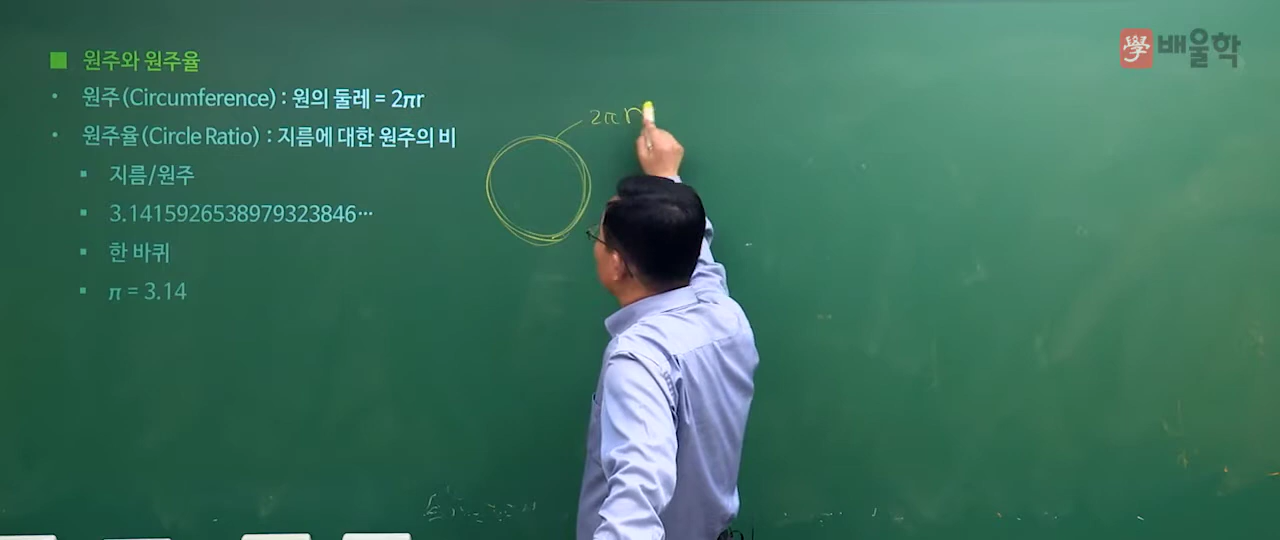 學 배울학
■ 원주와 원주율
• 원주(Circumference) : 원의 둘레 = 2πr
• 원주율(Circle Ratio) : 지름에 대한 원주의 비
▪ 지름/원주
▪ 3.1415926538979323846…
▪ 한 바퀴
▪ π = 3.14
2πr